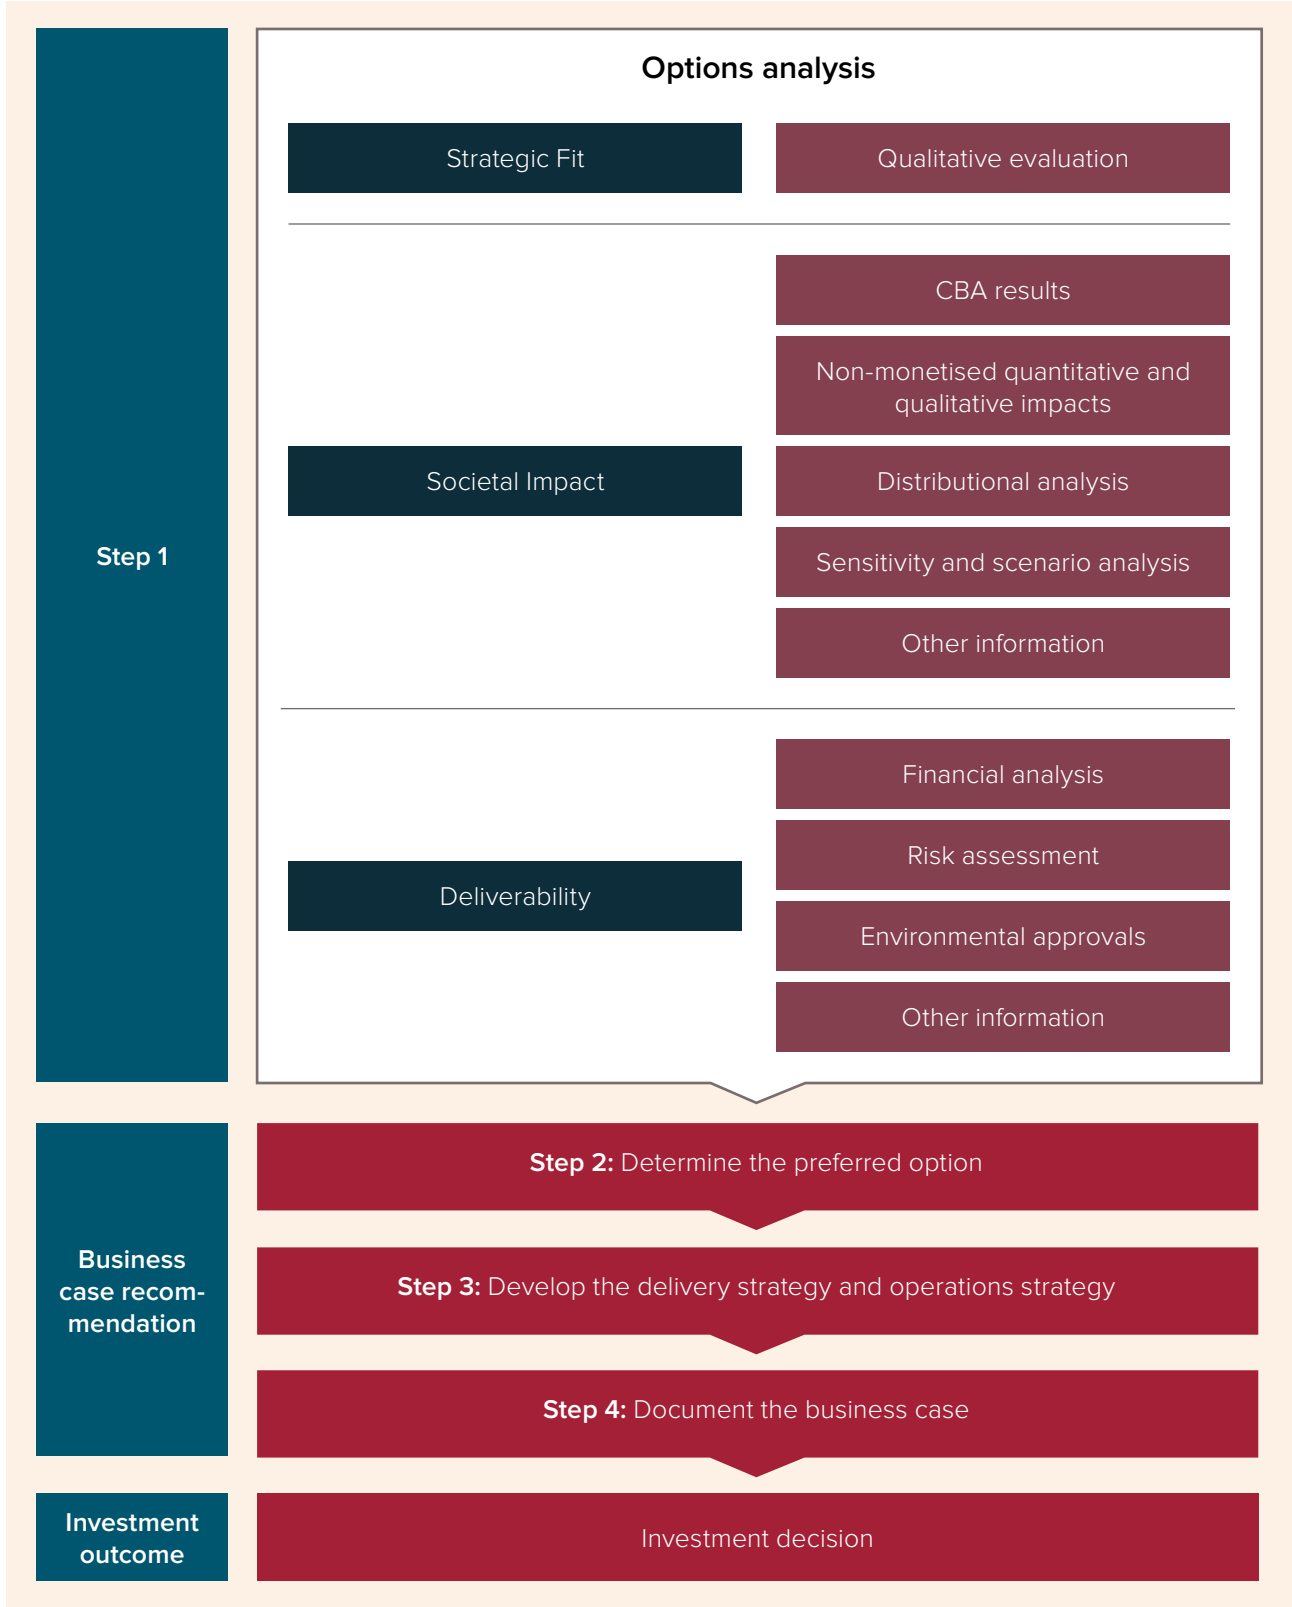 Step 1
Options analysis
Strategic Fit
Qualitative evaluation
Societal Impact
CBA results
Non-monetised quantitative and
qualitative impacts
Distributional analysis
Sensitivity and scenario analysis
Other information
Deliverability
Financial analysis
Risk assessment
Environmental approvals
Other information
Business
case recom-
mendation
Step 2: Determine the preferred option
Step 3: Develop the delivery strategy and operations strategy
Step 4: Document the business case
Investment
outcome
Investment decision